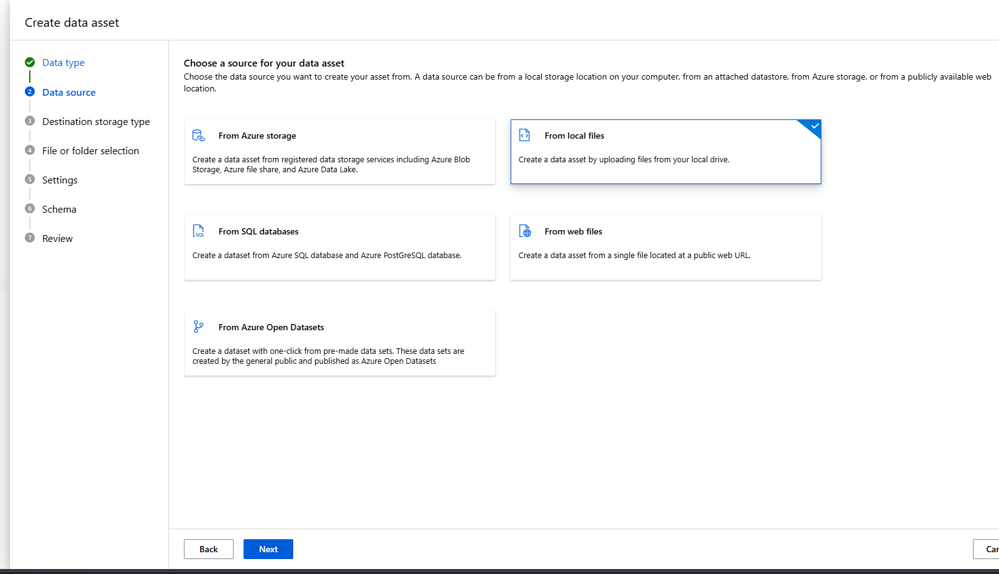 Create data asset
Data type
2
Data source
3
Destination storage type
4
File or folder selection
5
Settings
6
Schema
7
Review
Choose a source for your data asset
Choose the data source you want to create your asset from. A data source can be from a local storage location on your computer, from an attached datastore, from Azure storage, or from a publicly available web
location.
From Azure storage
Create a data asset from registered data storage services including Azure Blob
Storage, Azure file share, and Azure Data Lake.
From local files
Create a data asset by uploading files from your local drive.
SQL
From SQL databases
Create a dataset from Azure SQL database and Azure PostGreSQL database.
From web files
Create a data asset from a single file located at a public web URL.
From Azure Open Datasets
Create a dataset with one-click from pre-made data sets. These data sets are
created by the general public and published as Azure Open Datasets
Back
Next